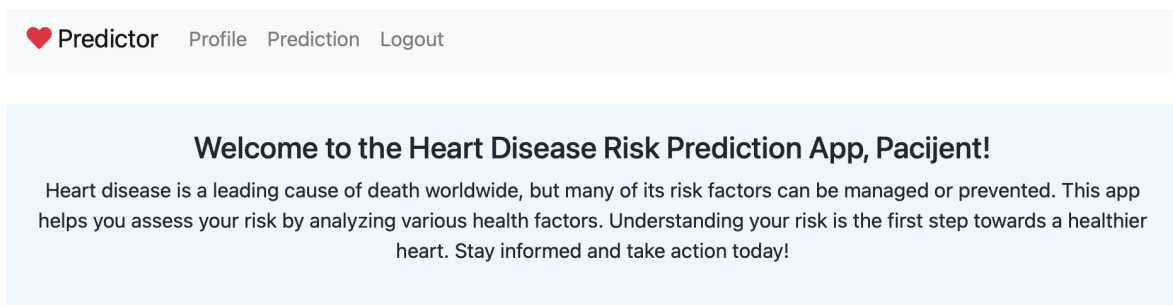 Predictor Profile Prediction Logout
Welcome to the Heart Disease Risk Prediction App, Pacijent!
Heart disease is a leading cause of death worldwide, but many of its risk factors can be managed or prevented. This app
helps you assess your risk by analyzing various health factors. Understanding your risk is the first step towards a healthier
heart. Stay informed and take action today!